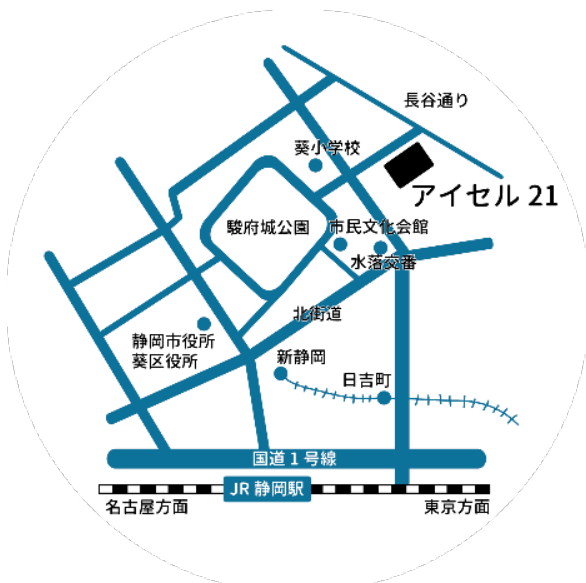 長谷通り
葵小学校
アイセル 21
駿府城公園
市民文化会館
水落交番
北街道
静岡市役所
葵区役所
新静岡
日吉町
国道 1 号線
JR 静岡駅
名古屋方面
東京方面